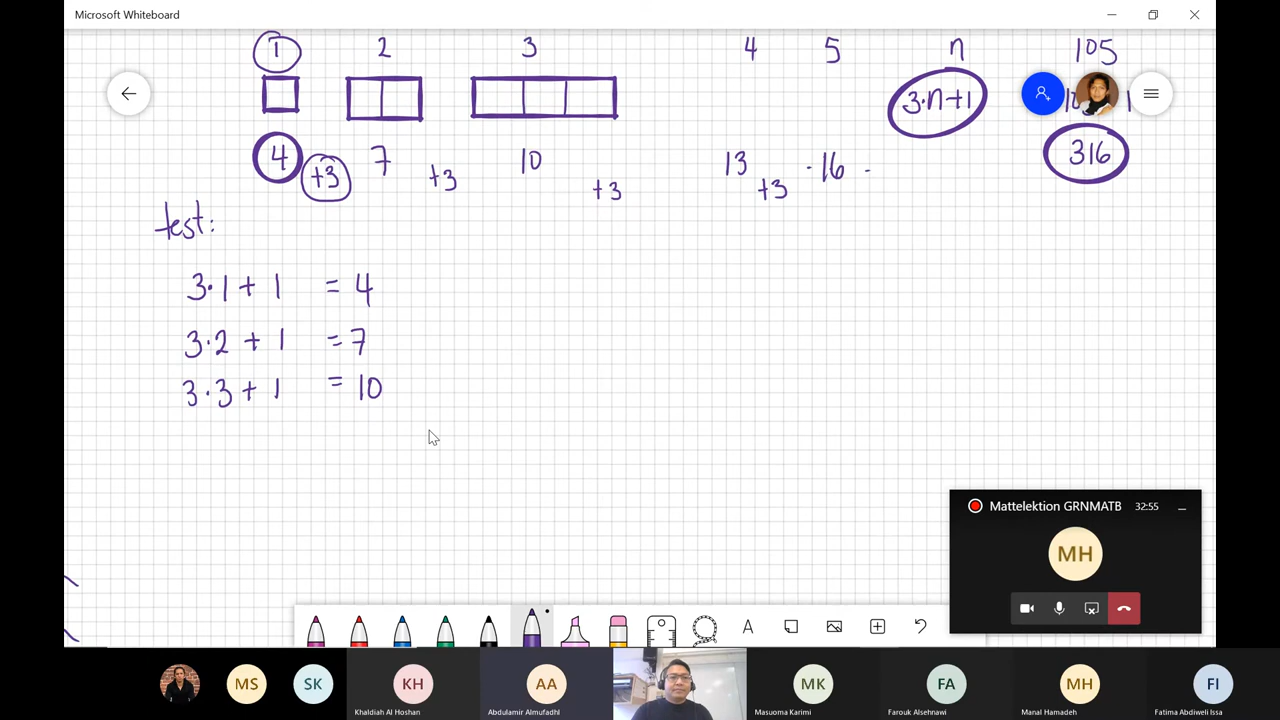 Microsoft Whiteboard
1 2 3 4 5 n 105
3·n+1
4 +3 7 +3 10 +3 13 +3 16 316
test:
3·1+1 = 4
3·2+1 = 7
3·3+1 = 10
Mattelektion GRNMATB 32:55
MH
A
MS SK KH AA MK FA MH FI
Khaldiah Al Hoshan Abdulamir Almufadhl Masuoma Karimi Farouk Alsehnawi Manal Hamadeh Fatima Abdiweli Issa